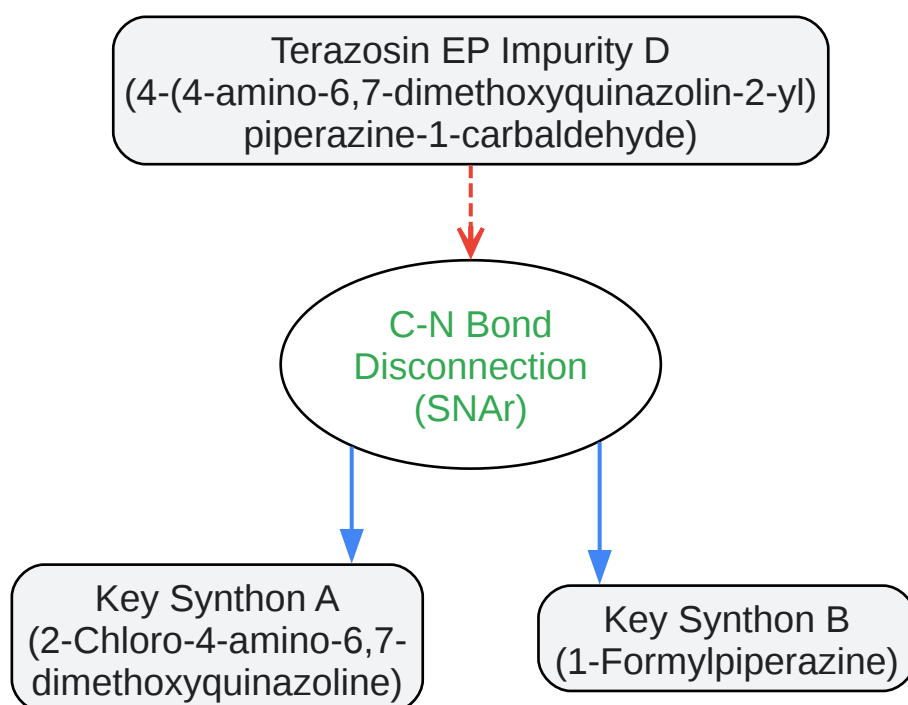 Terazosin EP Impurity D
(4-(4-amino-6,7-dimethoxyquinazolin-2-yl)
piperazine-1-carbaldehyde)
C-N Bond
Disconnection
(SNAr)
Key Synthon A
(2-Chloro-4-amino-6,7-
dimethoxyquinazoline)
Key Synthon B
(1-Formylpiperazine)